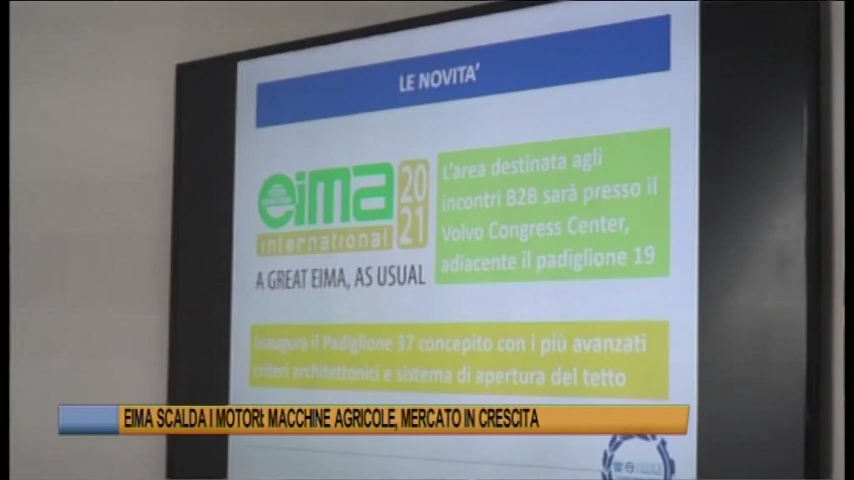 LE NOVITA'
eima
2021
international
A GREAT EIMA, AS USUAL
L'area destinata agli
incontri B2B sarà presso il
Volvo Congress Center,
adiacente il padiglione 19
Inaugura il Padiglione 37 concepito con i più avanzati
criteri architettonici e sistema di apertura del tetto
EIMA SCALDA I MOTORI: MACCHINE AGRICOLE, MERCATO IN CRESCITA